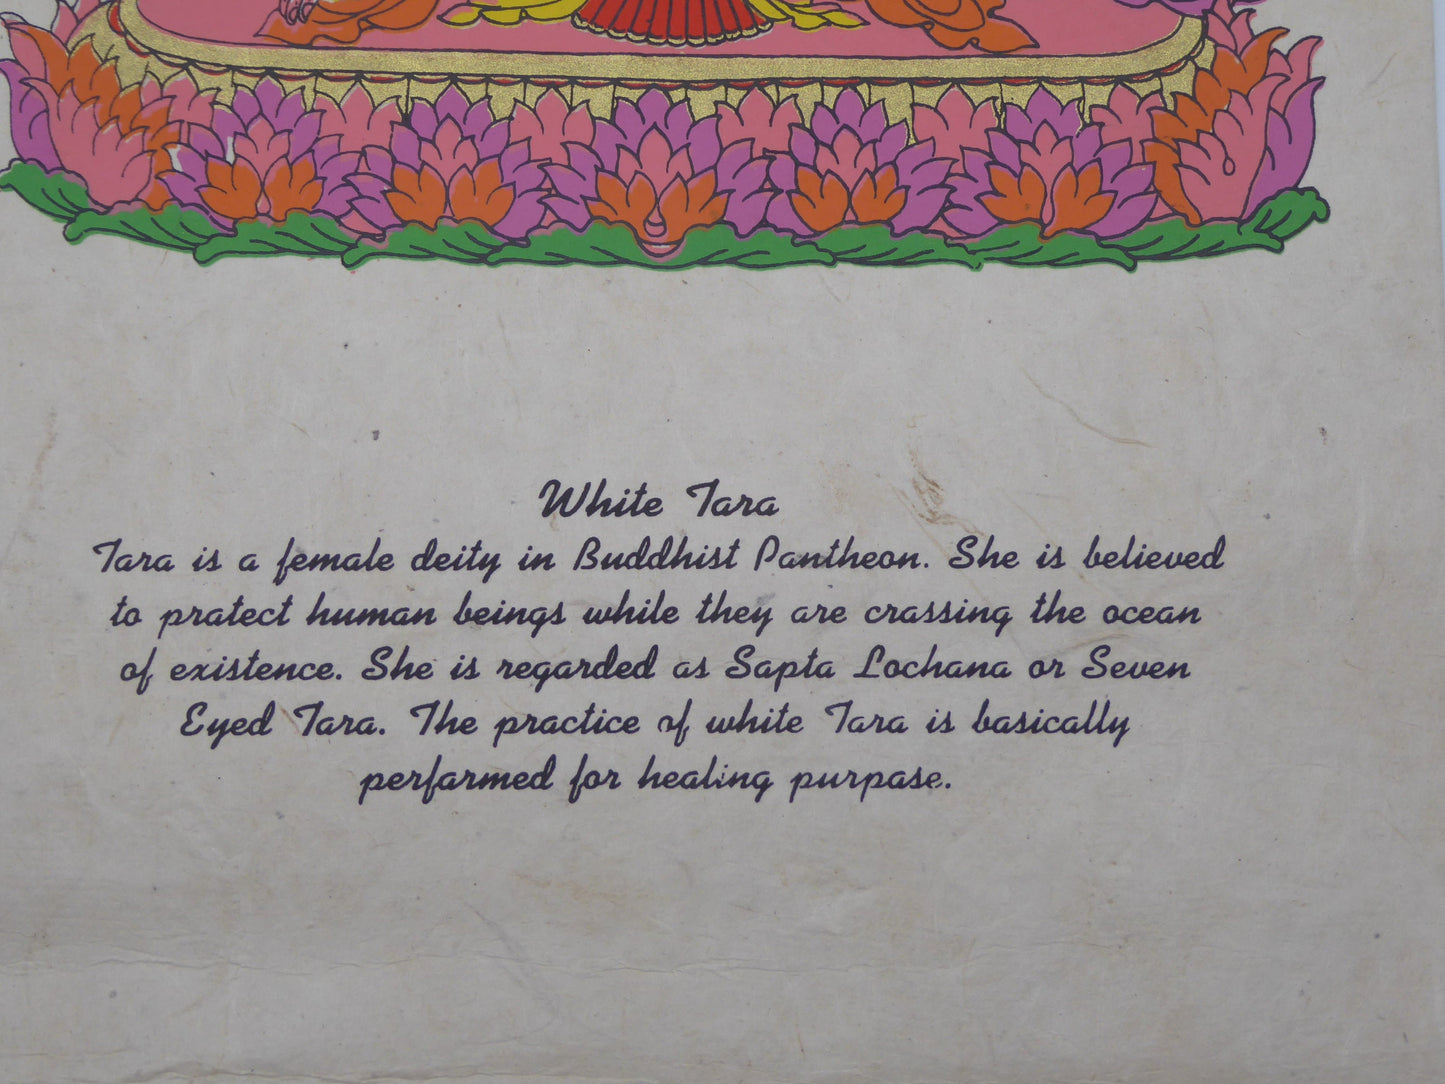 White Tara
Tara is a female deity in Buddhist Pantheon. She is believed
to pratect human beings while they are crassing the ocean
of existence. She is regarded as Sapta Lochana or Seven
Eyed Tara. The practice of white Tara is basically
perfarmed for healing purpase.